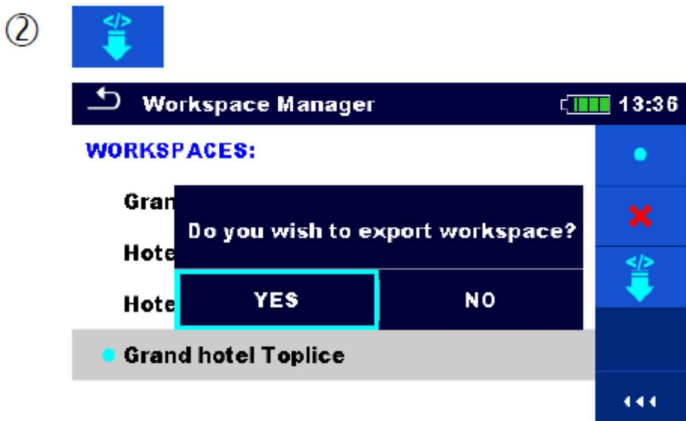 ②
</>
Workspace Manager 13:36
WORKSPACES:
Gran
Do you wish to export workspace?
Hote
</>
Hote YES NO
Grand hotel Toplice